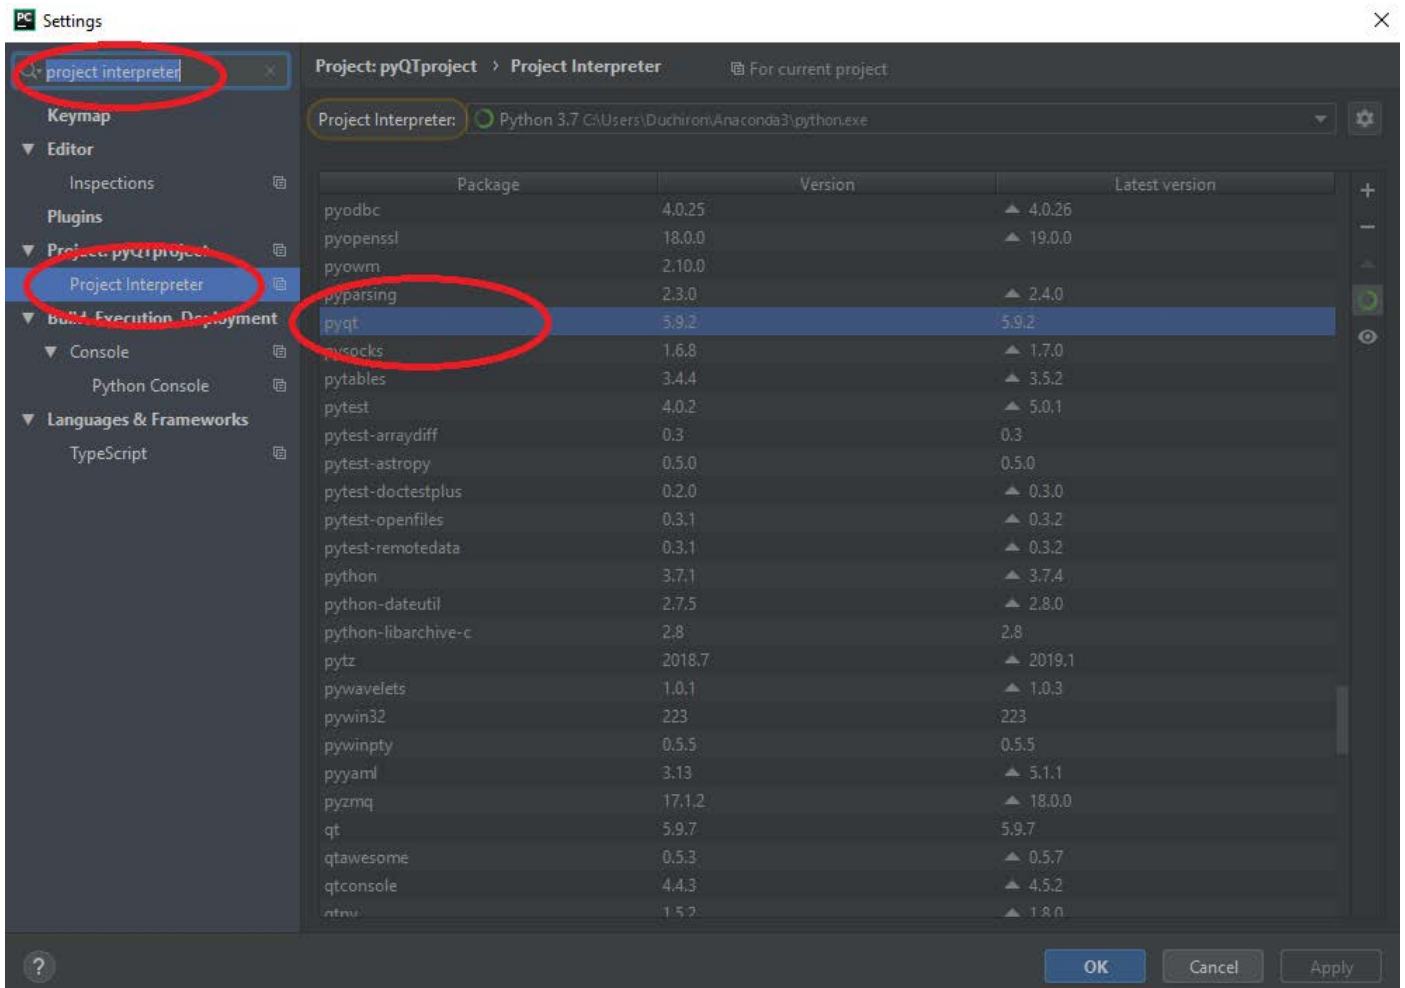 PC Settings
project interpreter
Keymap
Editor
Inspections
Plugins
Project: pyQTproject
Project Interpreter
Build, Execution, Deployment
Console
Python Console
Languages & Frameworks
TypeScript
Project: pyQTproject > Project Interpreter For current project
Project Interpreter: Python 3.7 C:\Users\Duchiron\Anaconda3\python.exe
Package Version Latest version
pyodbc 4.0.25 4.0.26
pyopenssl 18.0.0 19.0.0
pyowm 2.10.0
pyparsing 2.3.0 2.4.0
pyqt 5.9.2 5.9.2
pysocks 1.6.8 1.7.0
pytables 3.4.4 3.5.2
pytest 4.0.2 5.0.1
pytest-arraydiff 0.3 0.3
pytest-astropy 0.5.0 0.5.0
pytest-doctestplus 0.2.0 0.3.0
pytest-openfiles 0.3.1 0.3.2
pytest-remotedata 0.3.1 0.3.2
python 3.7.1 3.7.4
python-dateutil 2.7.5 2.8.0
python-libarchive-c 2.8 2.8
pytz 2018.7 2019.1
pywavelets 1.0.1 1.0.3
pywin32 223 223
pywinpty 0.5.5 0.5.5
pyyaml 3.13 5.1.1
pyzmq 17.1.2 18.0.0
qt 5.9.7 5.9.7
qtawesome 0.5.3 0.5.7
qtconsole 4.4.3 4.5.2
qtpy 1.5.2 1.8.0
? OK Cancel Apply